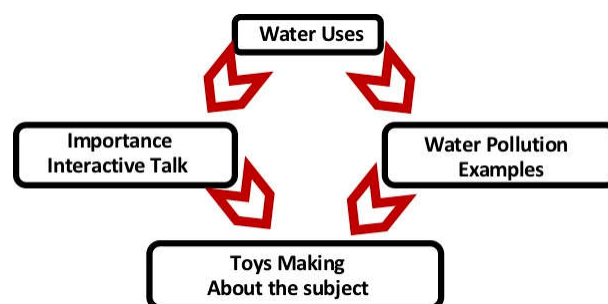 Water Uses
Importance
Interactive Talk
Water Pollution
Examples
Toys Making
About the subject